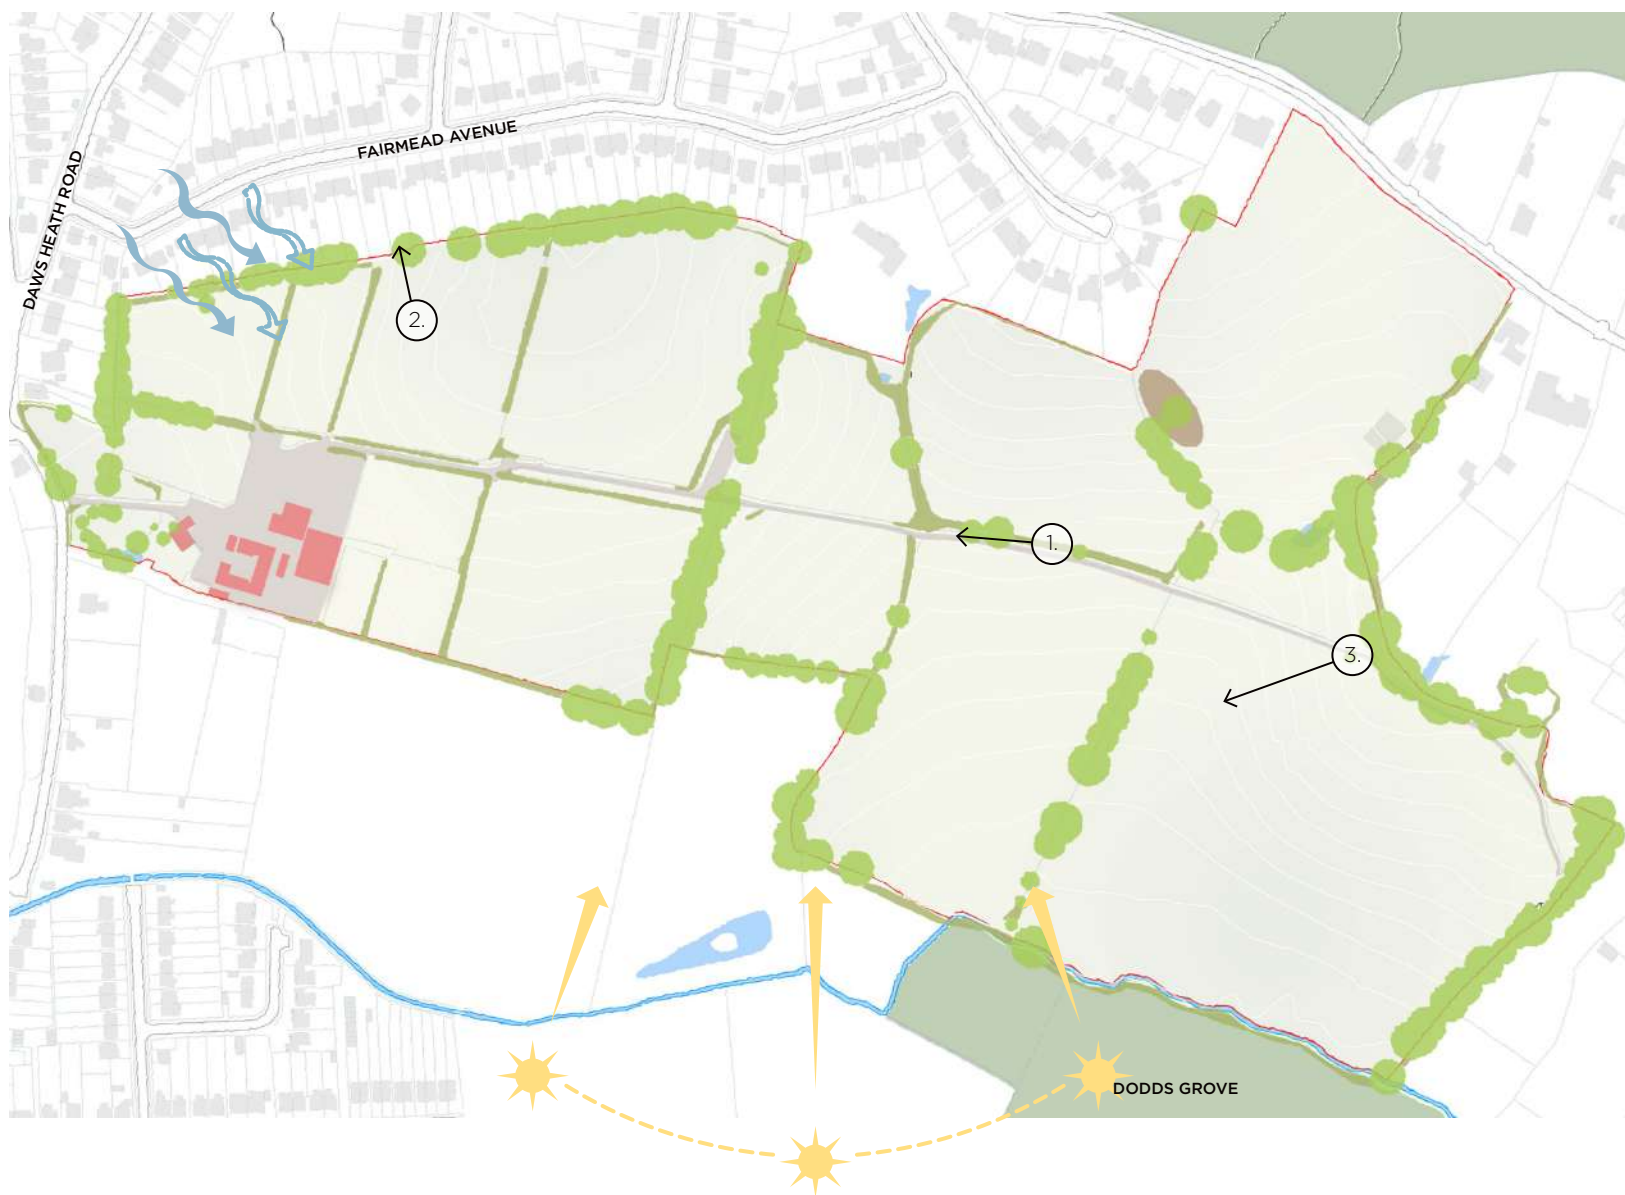 FAIRMEAD AVENUE
DAWS HEATH ROAD
2.
1.
3.
DODDS GROVE